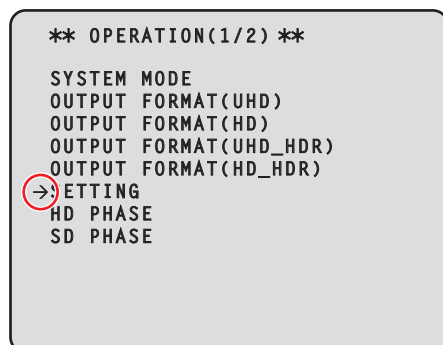 ** OPERATION(1/2) **
SYSTEM MODE
OUTPUT FORMAT(UHD)
OUTPUT FORMAT(HD)
OUTPUT FORMAT(UHD_HDR)
OUTPUT FORMAT(HD_HDR)
→SETTING
HD PHASE
SD PHASE